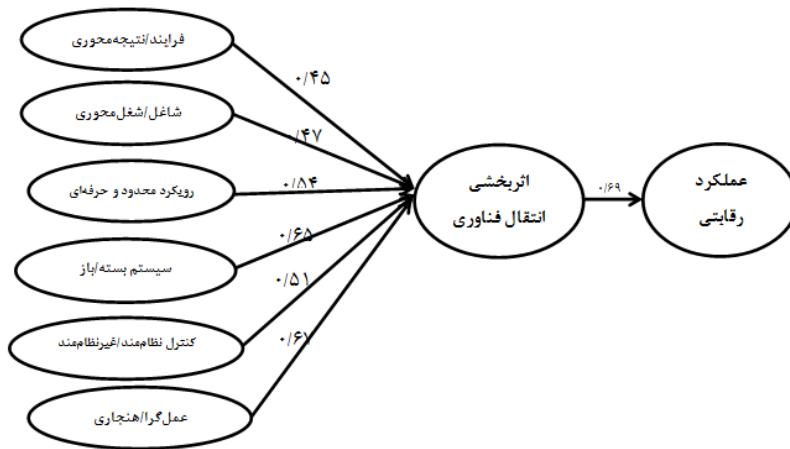 فرایند/نتیجه‌محوری
۰/۴۵
شاغل/شغل‌محوری
۰/۴۷
رویکرد محدود و حرفه‌ای
۰/۵۴
سیستم بسته/باز
۰/۶۵
کنترل نظام‌مند/غیرنظام‌مند
۰/۵۱
عمل‌گرا/هنجاری
۰/۶۷
اثربخشی
انتقال فناوری
۰/۶۹
عملکرد
رقابتی